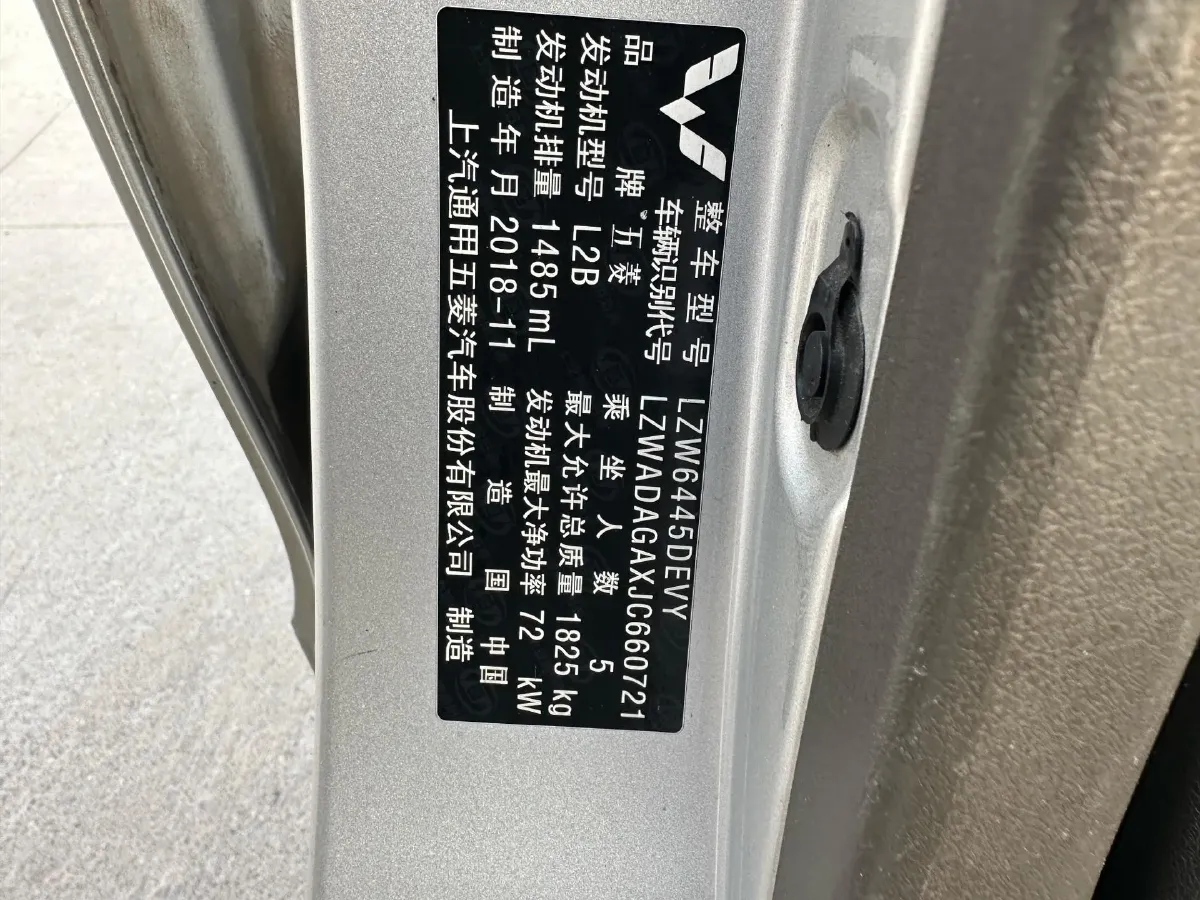 整车型号 LZW6445DEVY
车辆识别代号 LZWADAGAXJC660721
品牌 五菱 乘坐人数 5
发动机型号 L2B 最大允许总质量 1825 kg
发动机排量 1485 mL 发动机最大净功率 72 kW
制造年月 2018-11 制造国 中国
上汽通用五菱汽车股份有限公司 制造